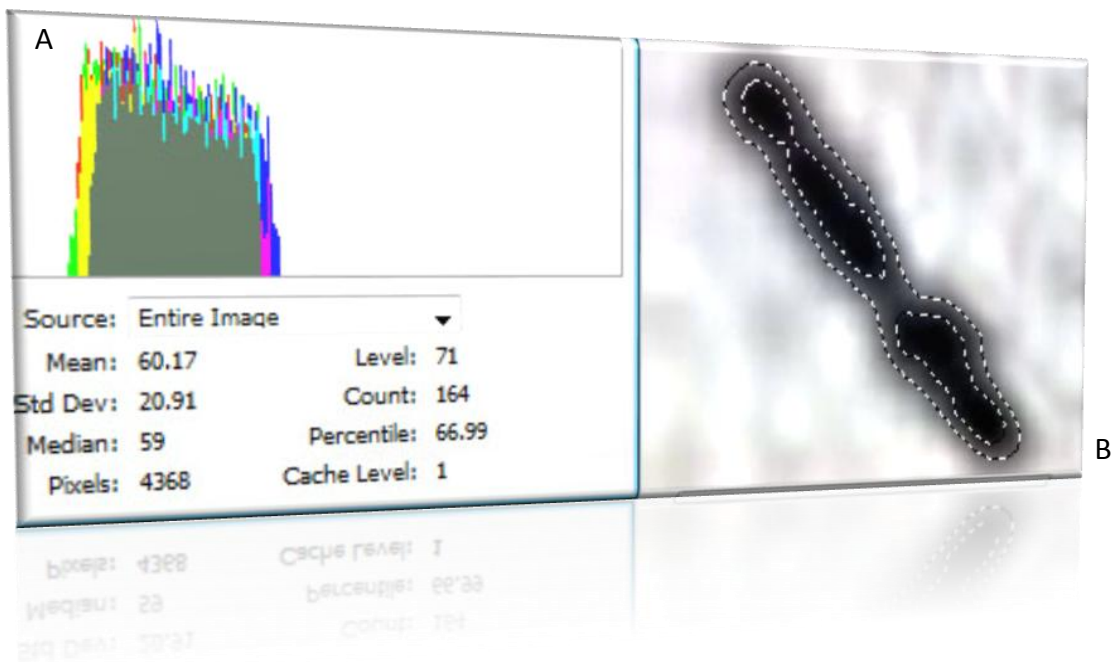 A
Source: Entire Image
Mean: 60.17 Level: 71
Std Dev: 20.91 Count: 164
Median: 59 Percentile: 66.99
Pixels: 4368 Cache Level: 1
B